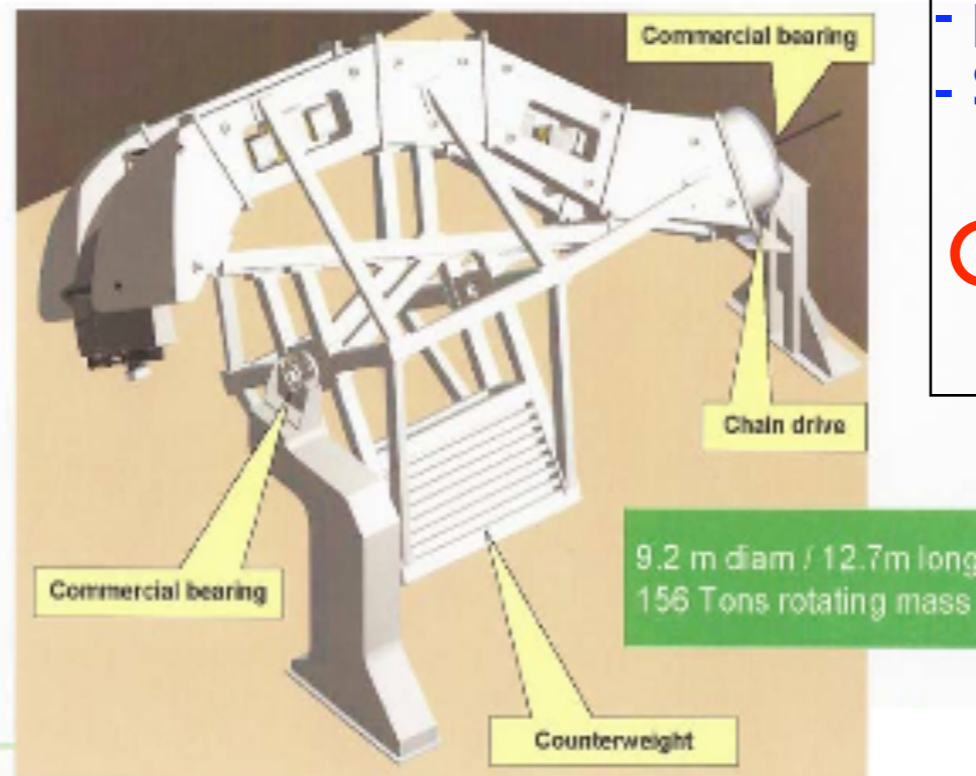 Commercial bearing
Chain drive
9.2 m diam / 12.7m long
156 Tons rotating mass
Commercial bearing
Counterweight